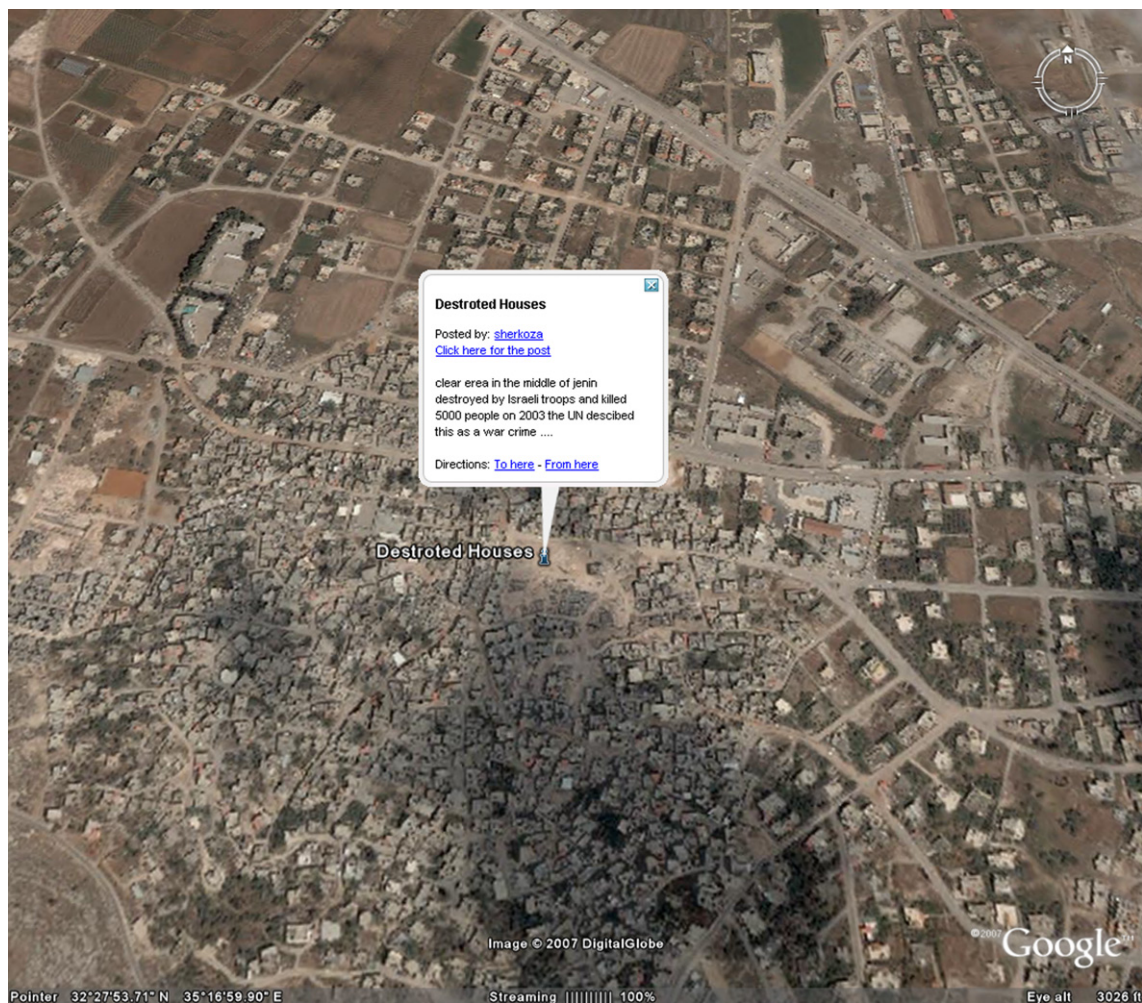 N
Destroted Houses
Posted by: sherkoza
Click here for the post
clear erea in the middle of jenin
destroyed by Israeli troops and killed
5000 people on 2003 the UN descibed
this as a war crime ....
Directions: To here - From here
Destroted Houses
Image © 2007 DigitalGlobe
©2007 Google™
Pointer 32°27'53.71" N 35°16'59.90" E Streaming |||||||||| 100% Eye alt 3026 ft